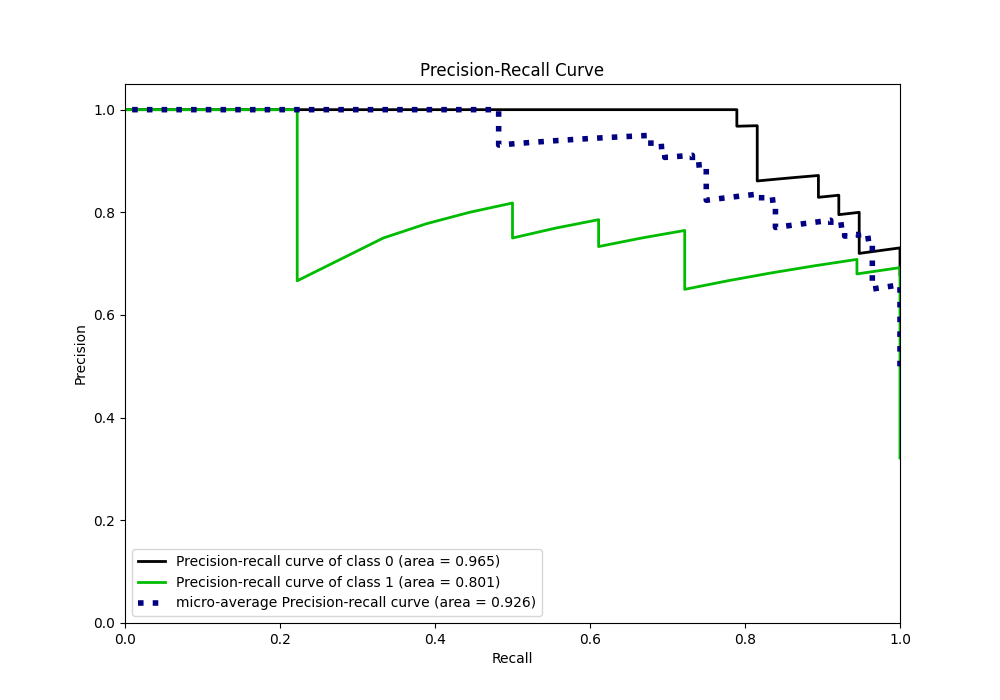 Precision-Recall Curve
1.0
0.8
0.6
0.4
0.2
0.0
Precision
Precision-recall curve of class 0 (area = 0.965)
Precision-recall curve of class 1 (area = 0.801)
micro-average Precision-recall curve (area = 0.926)
0.0 0.2 0.4 0.6 0.8 1.0
Recall